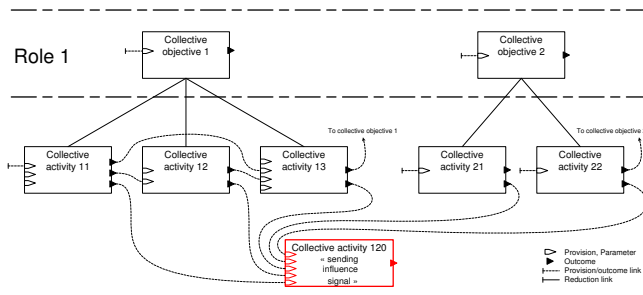 Role 1
Collective
objective 1
Collective
objective 2
To collective objective 1
To collective objective
Collective
activity 11
Collective
activity 12
Collective
activity 13
Collective
activity 21
Collective
activity 22
Collective activity 120
« sending
influence
signal »
Provision, Parameter
Outcome
Provision/outcome link
Reduction link